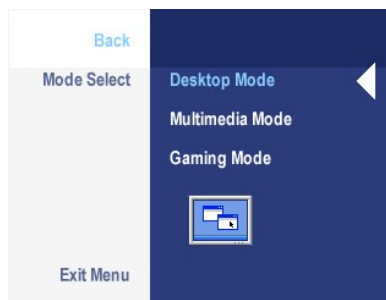 Back
Mode Select
Desktop Mode
Multimedia Mode
Gaming Mode
Exit Menu